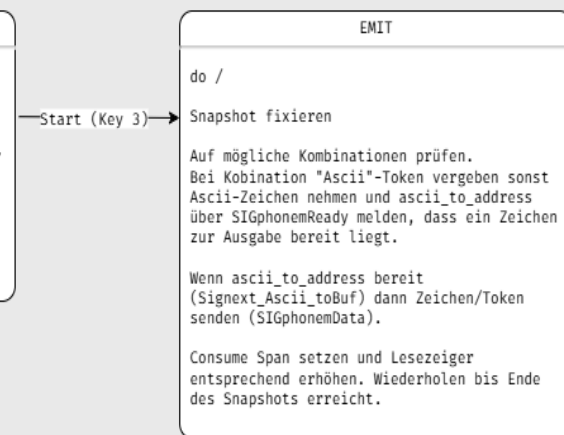 EMIT
do /
Start (Key 3)
Snapshot fixieren
Auf mögliche Kombinationen prüfen.
Bei Kobination "Ascii"-Token vergeben sonst
Ascii-Zeichen nehmen und ascii_to_address
über SIGphonemReady melden, dass ein Zeichen
zur Ausgabe bereit liegt.
Wenn ascii_to_address bereit
(Signext_Ascii_toBuf) dann Zeichen/Token
senden (SIGphonemData).
Consume Span setzen und Lesezeiger
entsprechend erhöhen. Wiederholen bis Ende
des Snapshots erreicht.